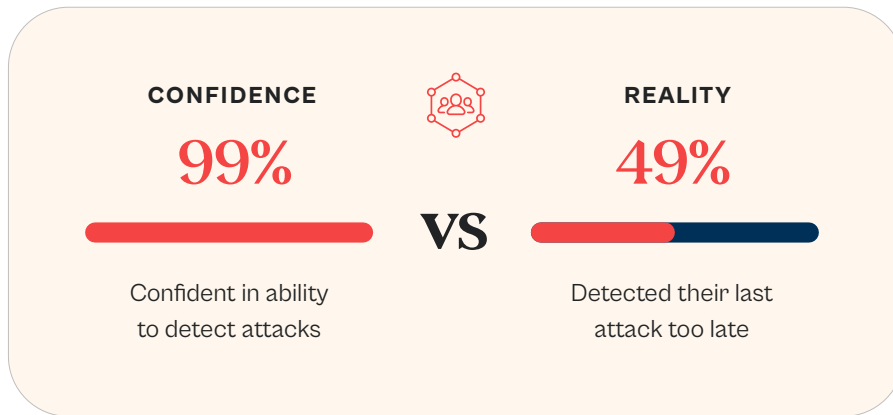 CONFIDENCE
99%
Confident in ability
to detect attacks
VS
REALITY
49%
Detected their last
attack too late